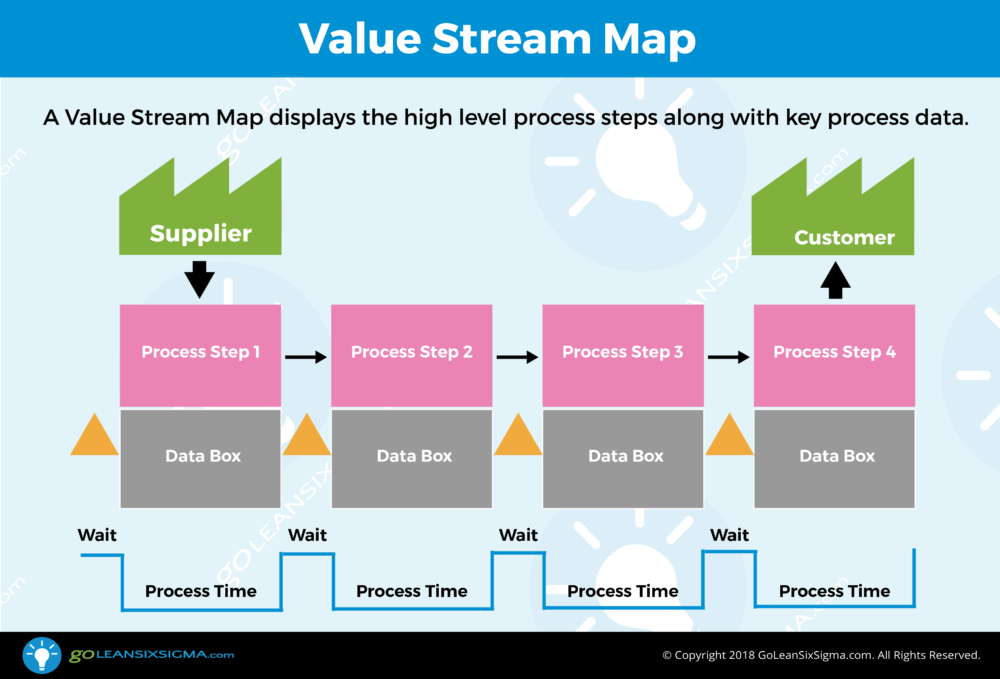 Value Stream Map
A Value Stream Map displays the high level process steps along with key process data.
Supplier
Customer
Process Step 1
Process Step 2
Process Step 3
Process Step 4
Data Box
Data Box
Data Box
Data Box
Wait
Wait
Wait
Wait
Process Time
Process Time
Process Time
Process Time
goLEANSIXSIGMA.com
© Copyright 2018 GoLeanSixSigma.com. All Rights Reserved.